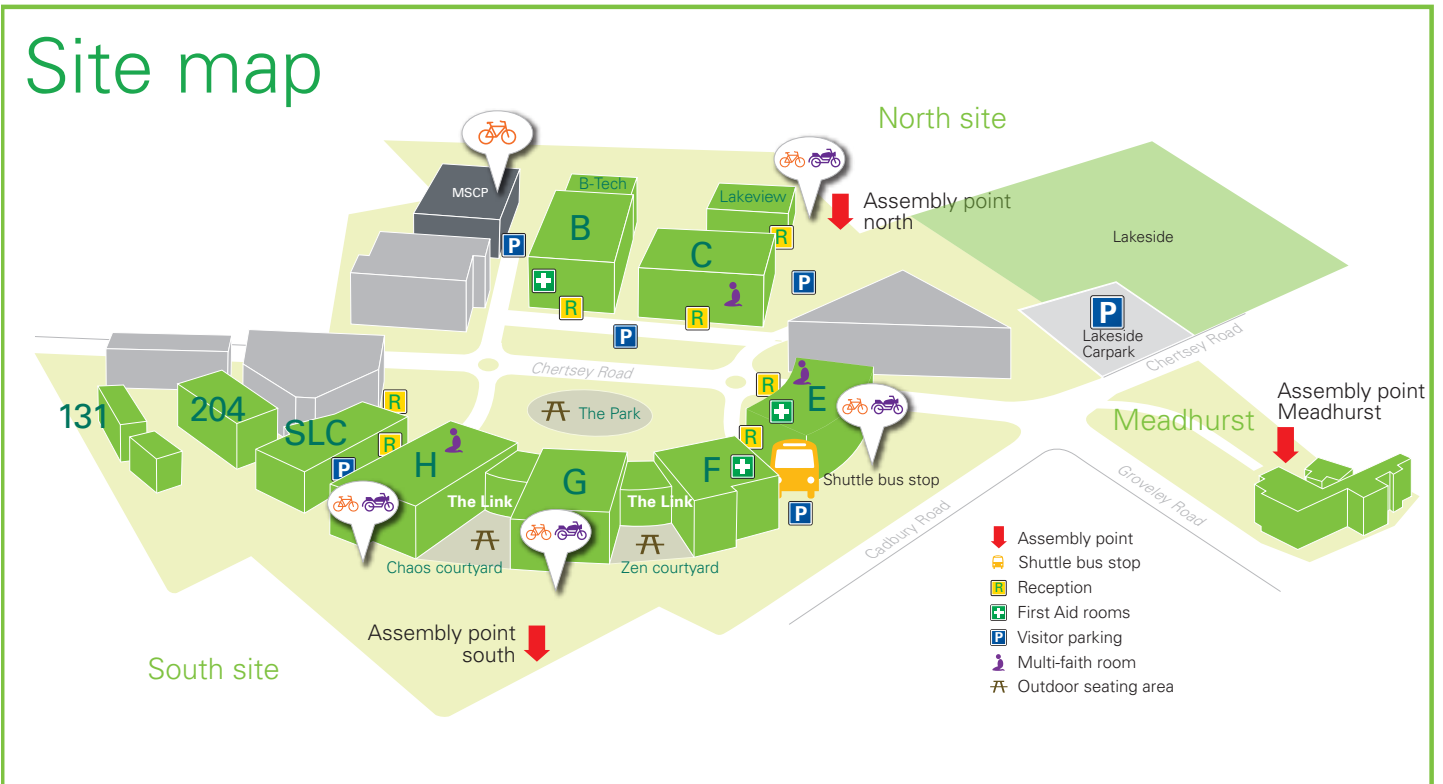 Site map
North site
MSCP
B-Tech
Lakeview
Assembly point
north
B
R
Lakeside
P
C
P
R
R
P
P
Lakeside
Carpark
Chertsey Road
Chertsey Road
R
E
Assembly point
Meadhurst
131
204
R
The Park
Meadhurst
SLC
R
R
P
H
G
F
Shuttle bus stop
The Link
The Link
P
Groveley Road
Cadbury Road
Chaos courtyard
Zen courtyard
Assembly point
Shuttle bus stop
R Reception
First Aid rooms
P Visitor parking
Multi-faith room
Outdoor seating area
Assembly point
south
South site